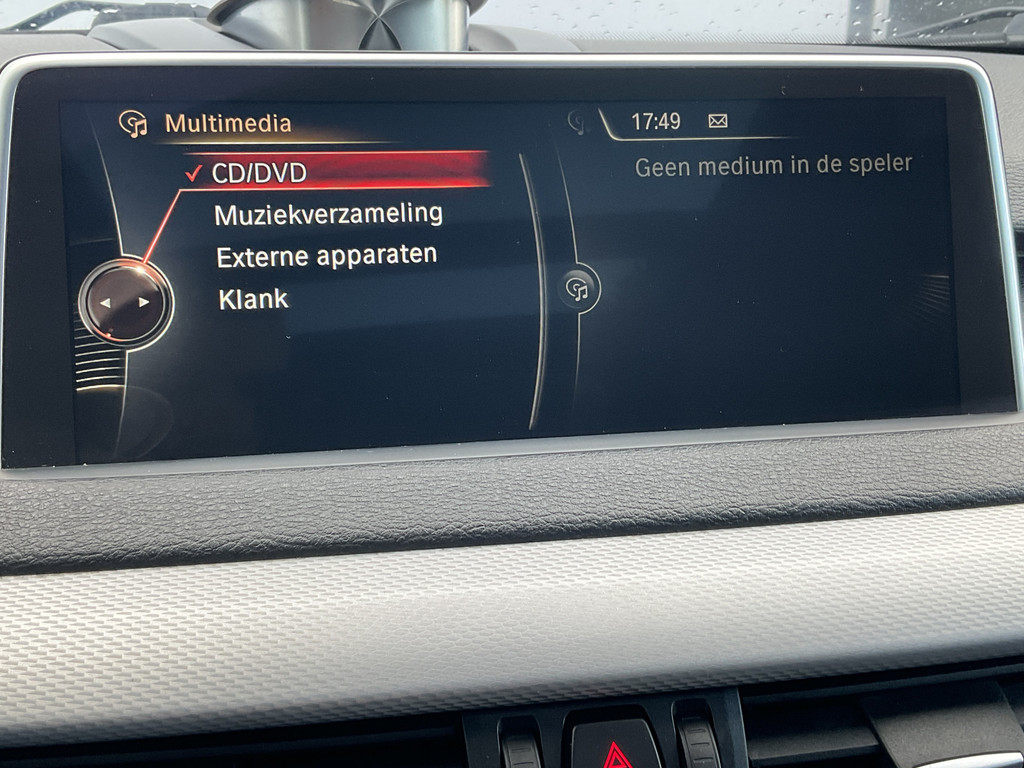 Multimedia
17:49
✓ CD/DVD
Geen medium in de speler
Muziekverzameling
Externe apparaten
Klank